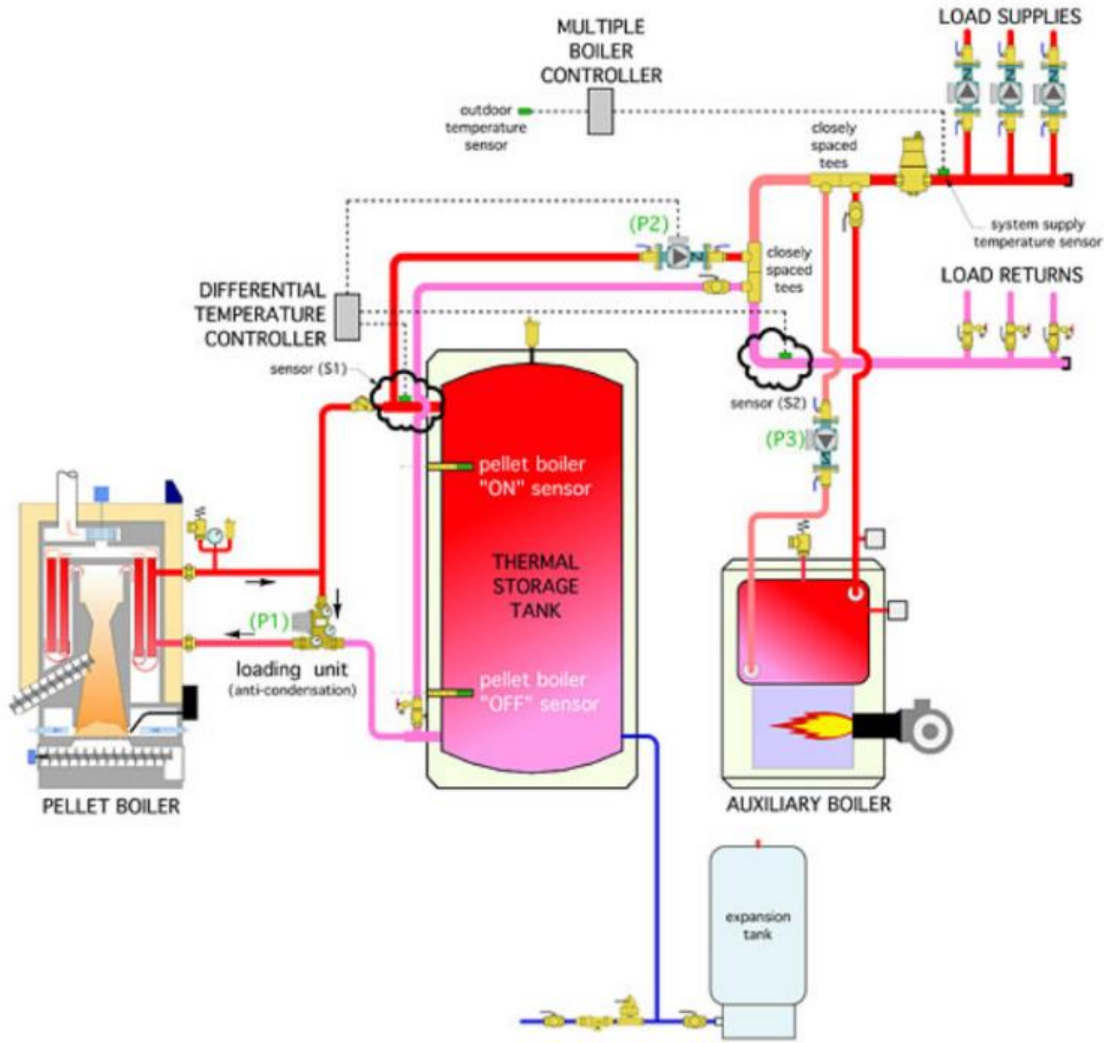 LOAD SUPPLIES
MULTIPLE
BOILER
CONTROLLER
outdoor
temperature
sensor
closely
spaced
tees
(P2)
system supply
temperature sensor
closely
spaced
tees
LOAD RETURNS
DIFFERENTIAL
TEMPERATURE
CONTROLLER
sensor (S1)
sensor (S2)
(P3)
pellet boiler
"ON" sensor
THERMAL
STORAGE
TANK
(P1)
loading unit
(anti-condensation)
pellet boiler
"OFF" sensor
PELLET BOILER
AUXILIARY BOILER
expansion
tank